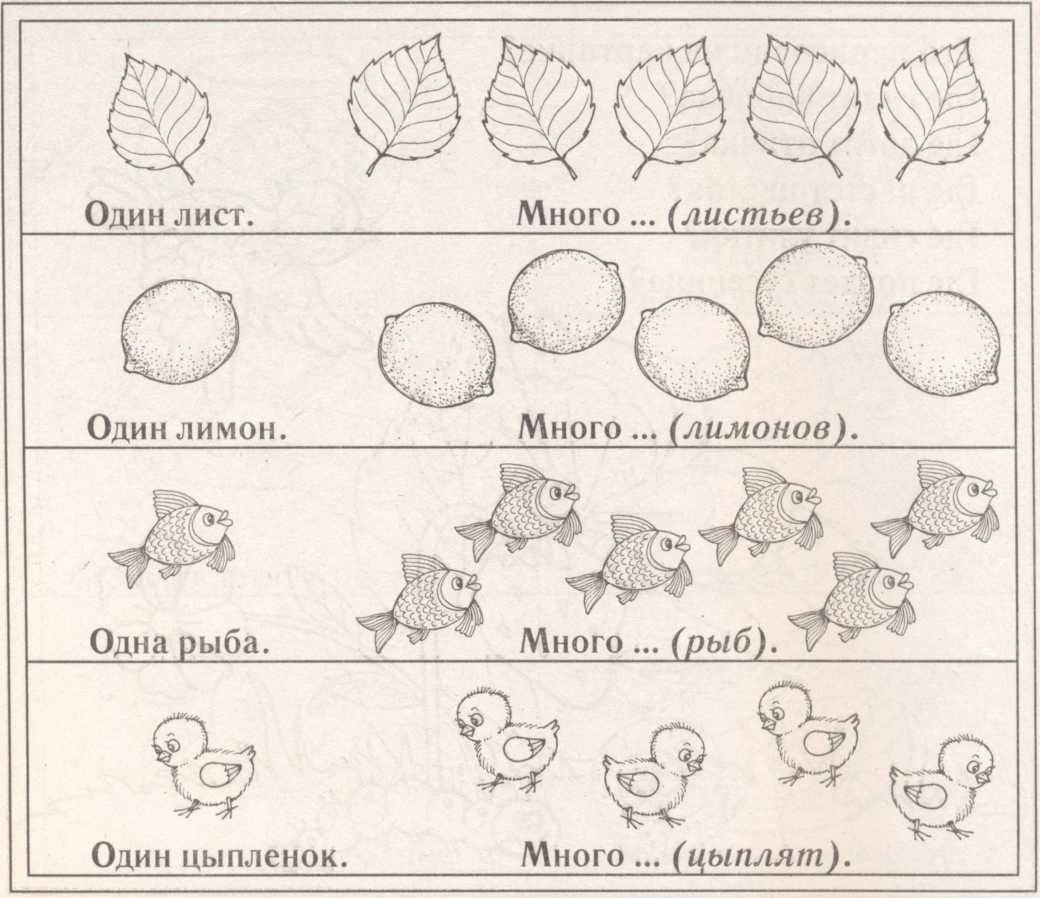 Один лист. Много ... (листьев).
Один лимон. Много ... (лимонов).
Одна рыба. Много ... (рыб).
Один цыпленок. Много ... (цыплят).